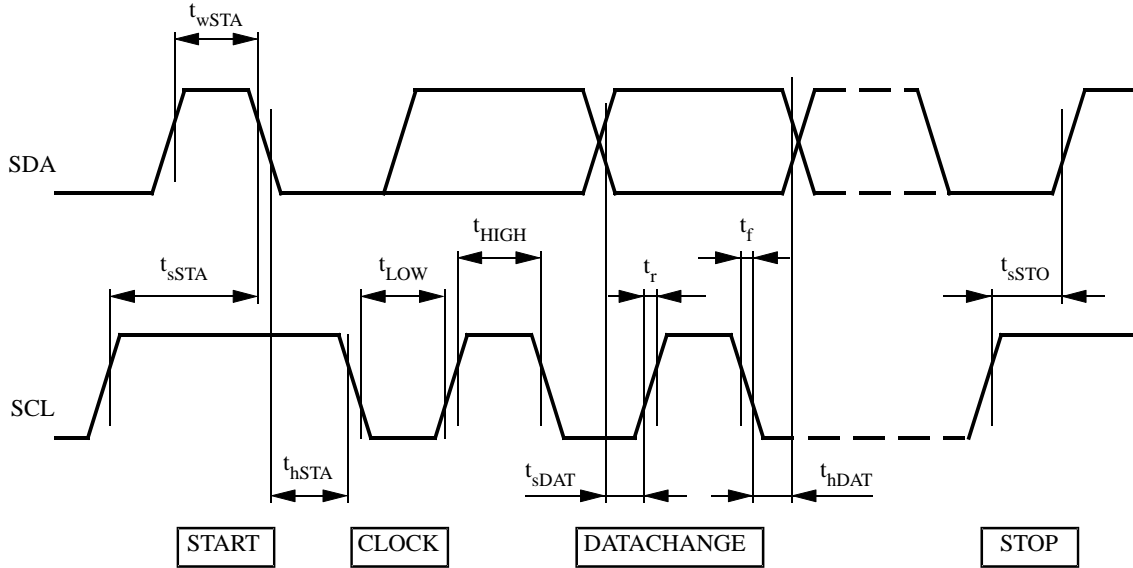 t_wSTA
SDA
t_HIGH
t_f
t_sSTA
t_LOW
t_r
t_sSTO
SCL
t_hSTA
t_sDAT
t_hDAT
START
CLOCK
DATACHANGE
STOP